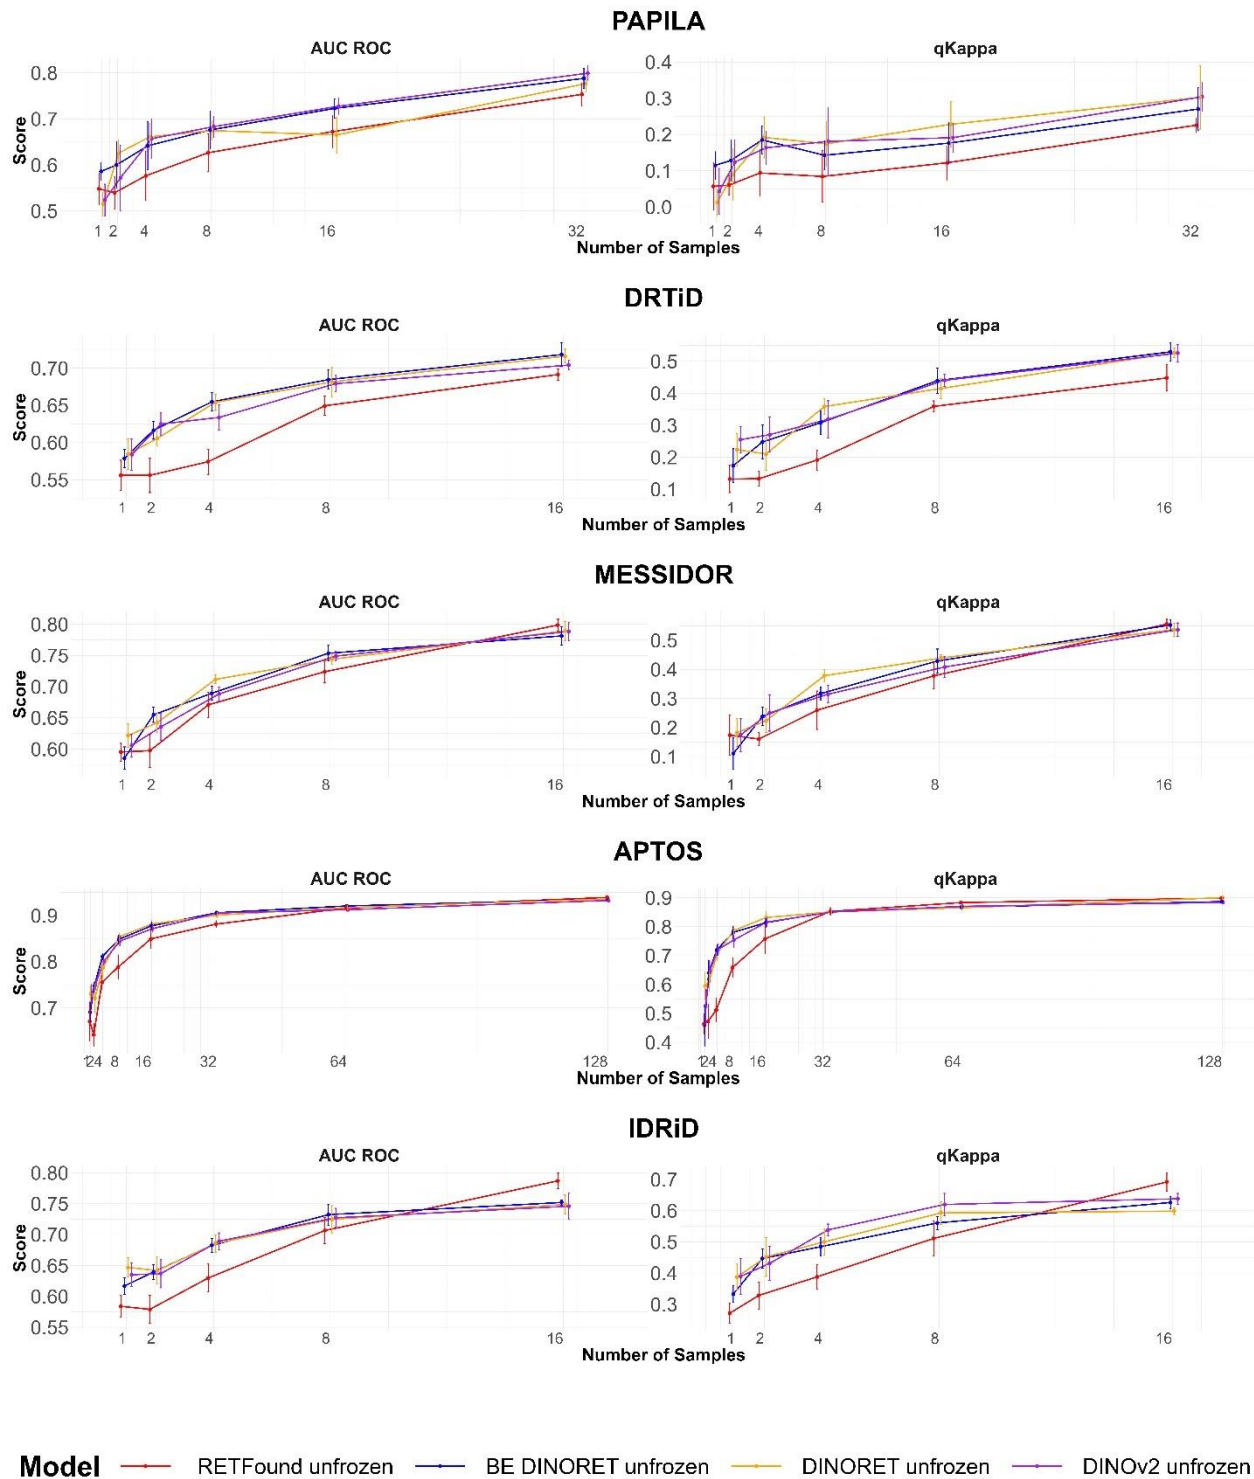 PAPILA
AUC ROC
qKappa
Score
0.8
0.7
0.6
0.5
0.4
0.3
0.2
0.1
0.0
1 2 4 8 16 32
1 2 4 8 16 32
Number of Samples
DRTiD
AUC ROC
qKappa
Score
0.70
0.65
0.60
0.55
0.5
0.4
0.3
0.2
0.1
1 2 4 8 16
1 2 4 8 16
Number of Samples
MESSIDOR
AUC ROC
qKappa
Score
0.80
0.75
0.70
0.65
0.60
0.5
0.4
0.3
0.2
0.1
1 2 4 8 16
1 2 4 8 16
Number of Samples
APTOS
AUC ROC
qKappa
Score
0.9
0.8
0.7
0.9
0.8
0.7
0.6
0.5
0.4
1 2 4 8 16 32 64 128
1 2 4 8 16 32 64 128
Number of Samples
IDRiD
AUC ROC
qKappa
Score
0.80
0.75
0.70
0.65
0.60
0.55
0.7
0.6
0.5
0.4
0.3
1 2 4 8 16
1 2 4 8 16
Number of Samples
Model RETFound unfrozen BE DINORET unfrozen DINORET unfrozen DINOv2 unfrozen